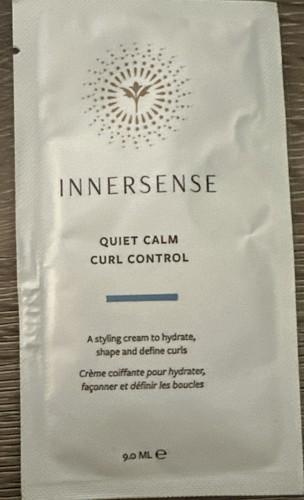 INNERSENSE
QUIET CALM
CURL CONTROL
A styling cream to hydrate,
shape and define curls
Crème coiffante pour hydrater,
façonner et définir les boucles
9.0 ML ℮